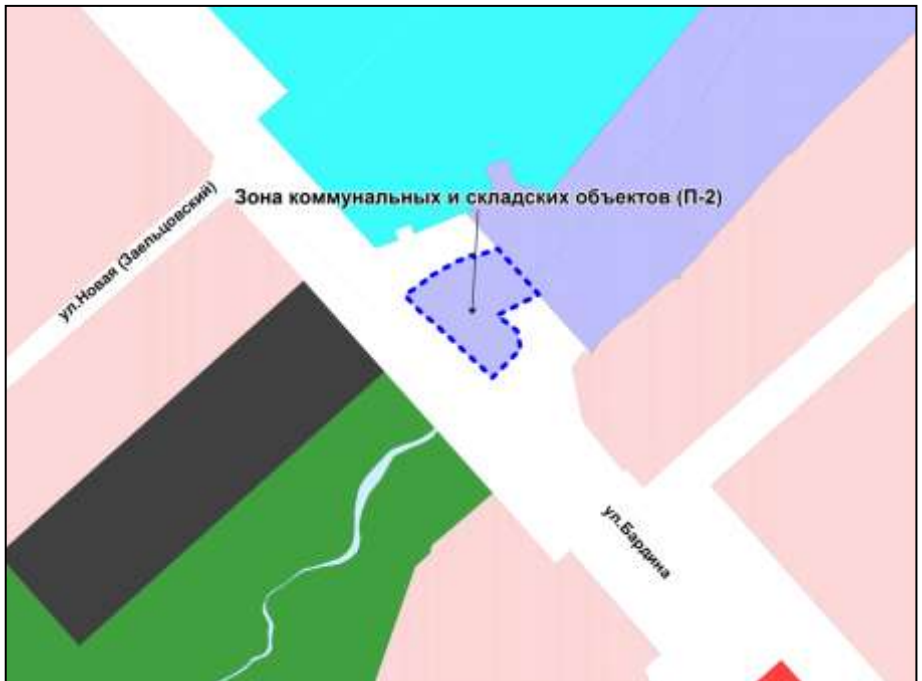 Зона коммунальных и складских объектов (П-2)
ул.Новая (Заельцовский)
ул.Бардина